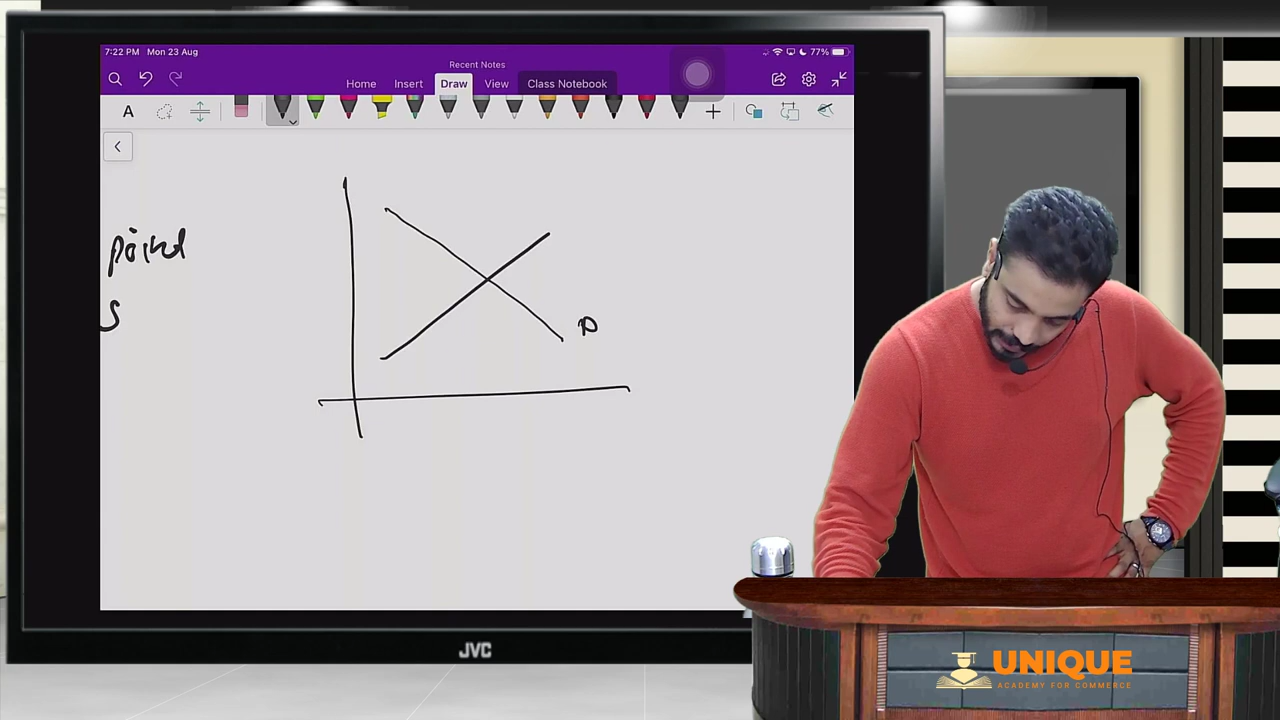 7:22 PM Mon 23 Aug
77%
Recent Notes
Home Insert Draw View Class Notebook
A
point
S
D
JVC
UNIQUE
ACADEMY FOR COMMERCE